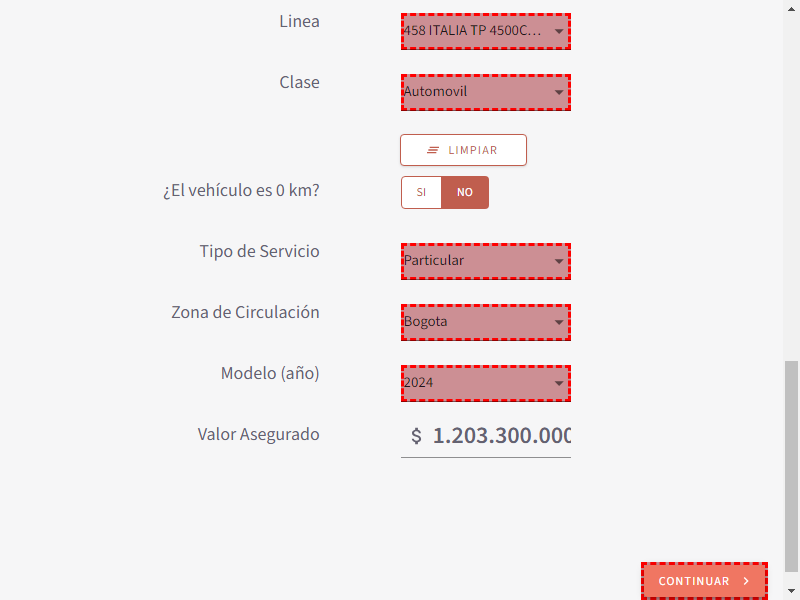 Linea
458 ITALIA TP 4500C...
Clase
Automovil
LIMPIAR
¿El vehículo es 0 km?
SI
NO
Tipo de Servicio
Particular
Zona de Circulación
Bogota
Modelo (año)
2024
Valor Asegurado
$ 1.203.300.000
CONTINUAR